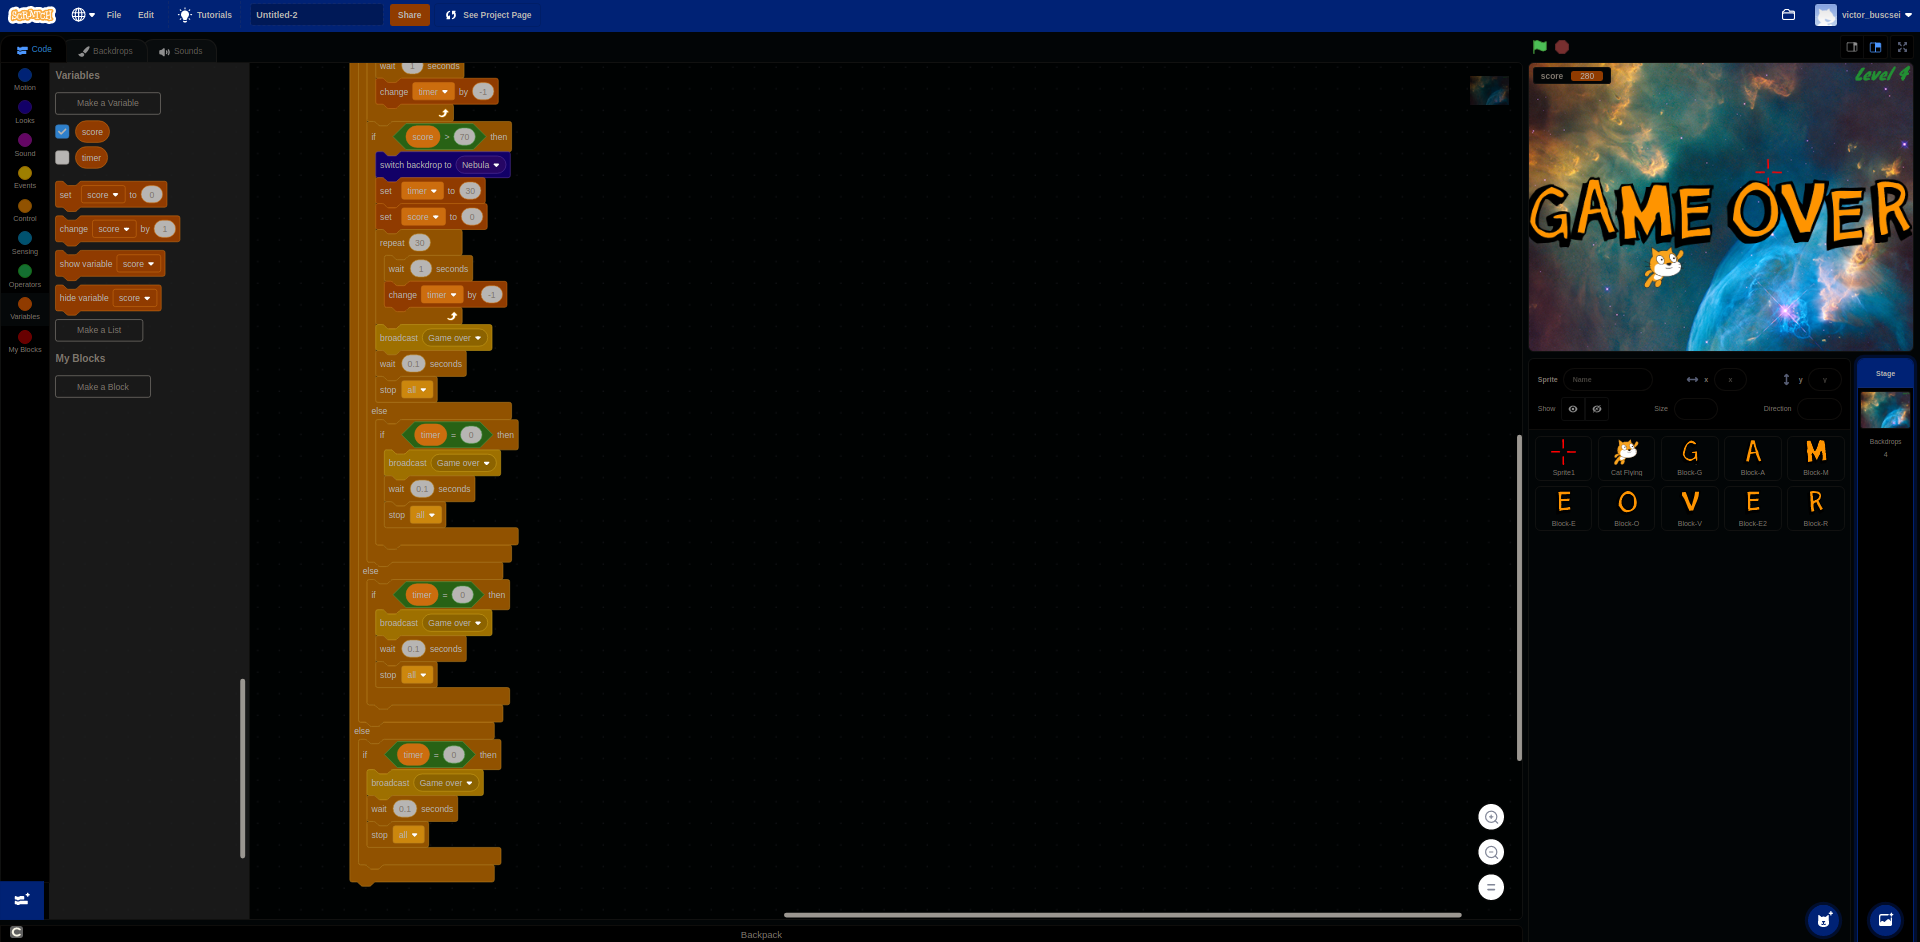 SCRATCH
File
Edit
Tutorials
Untitled-2
Share
See Project Page
victor_buscsei
Code
Backdrops
Sounds
Motion
Looks
Sound
Events
Control
Sensing
Operators
Variables
My Blocks
Variables
Make a Variable
score
timer
set score to 0
change score by 1
show variable score
hide variable score
Make a List
My Blocks
Make a Block
wait 1 seconds
change timer by -1
if score > 70 then
switch backdrop to Nebula
set timer to 30
set score to 0
repeat 30
wait 1 seconds
change timer by -1
broadcast Game over
wait 0.1 seconds
stop all
else
if timer = 0 then
broadcast Game over
wait 0.1 seconds
stop all
else
if timer = 0 then
broadcast Game over
wait 0.1 seconds
stop all
else
if timer = 0 then
broadcast Game over
wait 0.1 seconds
stop all
Backpack
score 280
Level 4
GAME OVER
Sprite Name x x y y
Show Size Direction
Sprite1
Cat Flying
G
Block-G
A
Block-A
M
Block-M
E
Block-E
O
Block-O
V
Block-V
E
Block-E2
R
Block-R
Stage
Backdrops
4